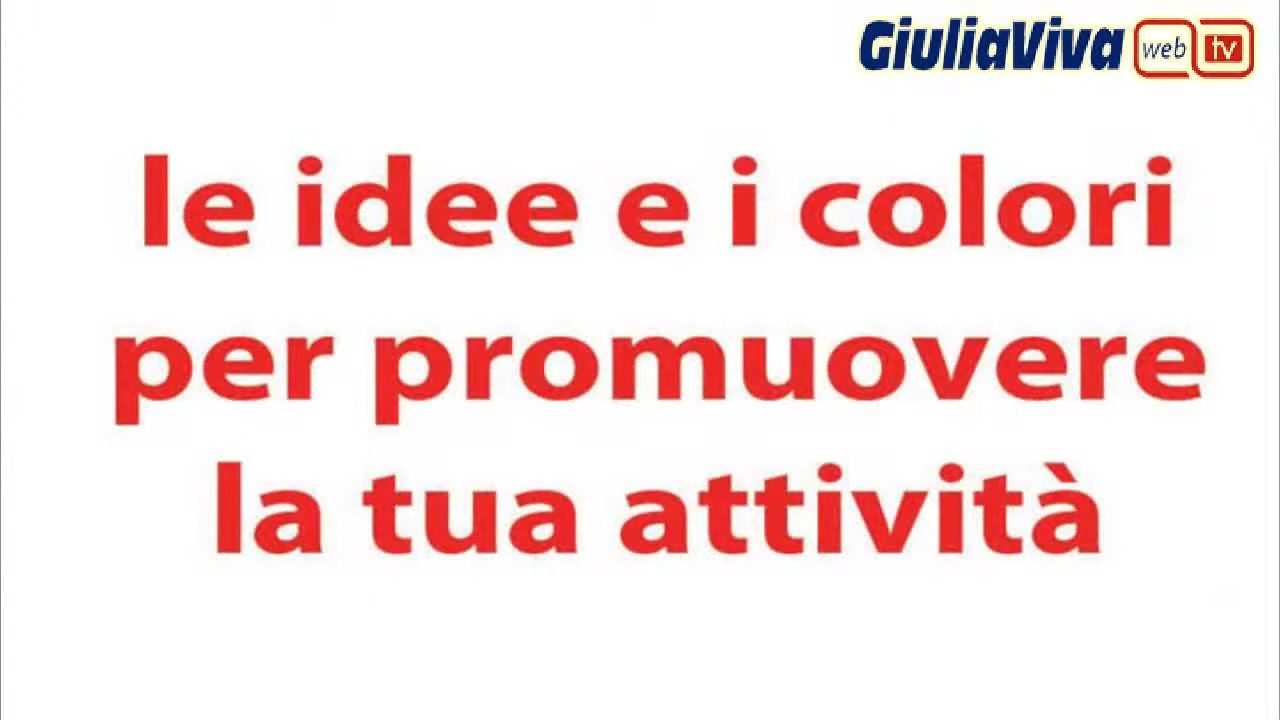 GiuliaViva web tv
le idee e i colori
per promuovere
la tua attività